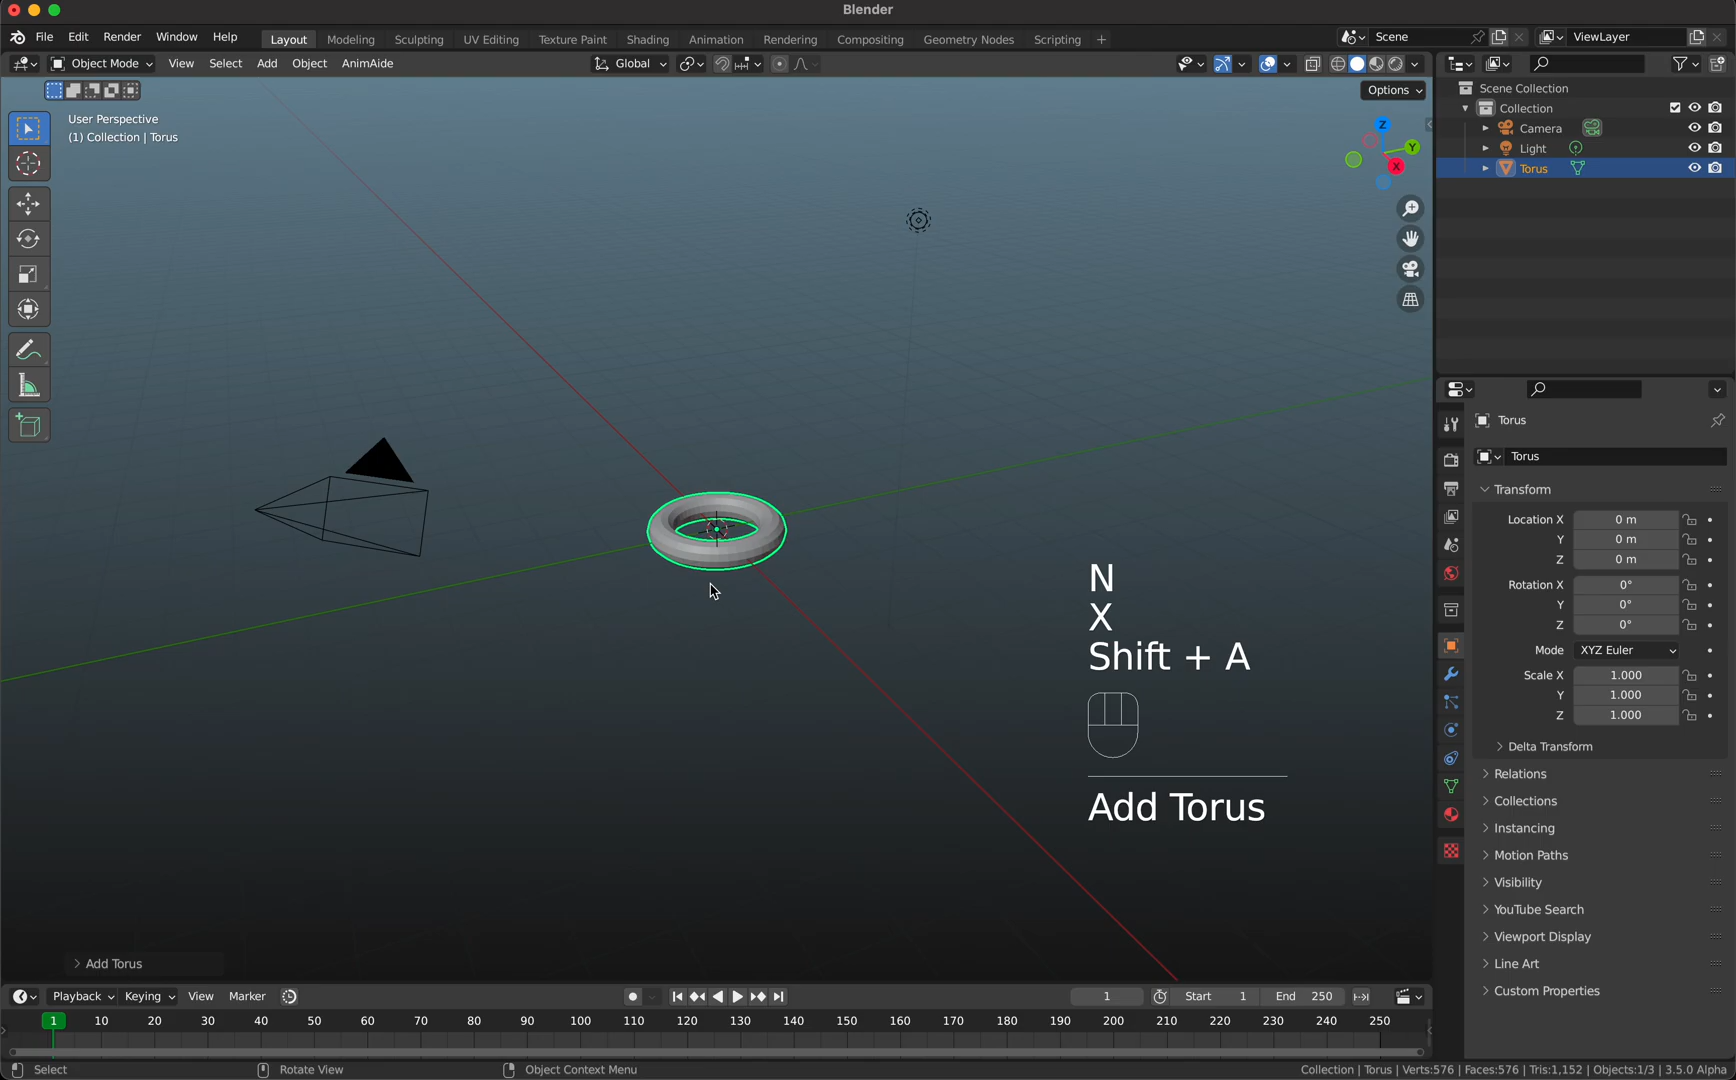 Blender
File Edit Render Window Help Layout Modeling Sculpting UV Editing Texture Paint Shading Animation Rendering Compositing Geometry Nodes Scripting + Scene ViewLayer
Object Mode View Select Add Object AnimAide Global
Options
User Perspective
(1) Collection | Torus
Z
Y
X
Scene Collection
Collection
Camera
Light
Torus
Torus
Torus
Transform
Location X 0 m
Y 0 m
Z 0 m
Rotation X 0°
Y 0°
Z 0°
Mode XYZ Euler
Scale X 1.000
Y 1.000
Z 1.000
Delta Transform
Relations
Collections
Instancing
Motion Paths
Visibility
YouTube Search
Viewport Display
Line Art
Custom Properties
N
X
Shift + A
Add Torus
Add Torus
Playback Keying View Marker 1 Start 1 End 250
1 10 20 30 40 50 60 70 80 90 100 110 120 130 140 150 160 170 180 190 200 210 220 230 240 250
Select Rotate View Object Context Menu Collection | Torus | Verts:576 | Faces:576 | Tris:1,152 | Objects:1/3 | 3.5.0 Alpha